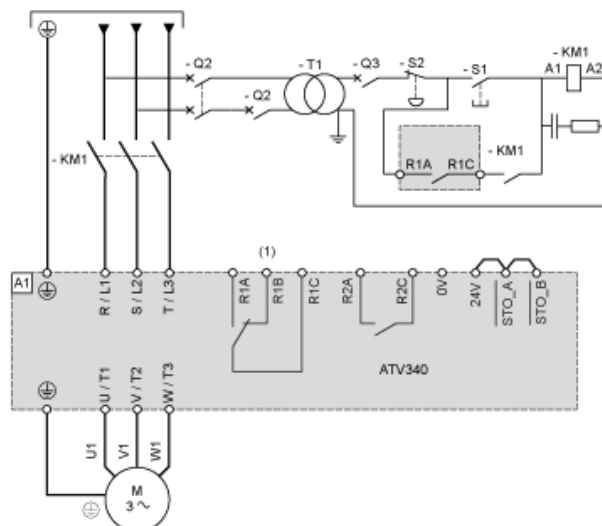 - Q2
- T1
- Q3
- S2
- S1
- KM1
A1
A2
- Q2
- KM1
R1A
R1C
- KM1
(1)
A1
R / L1
S / L2
T / L3
R1A
R1B
R1C
R2A
R2C
0V
24V
STO_A
STO_B
ATV340
U / T1
V / T2
W / T3
U1
V1
W1
M
3 ~